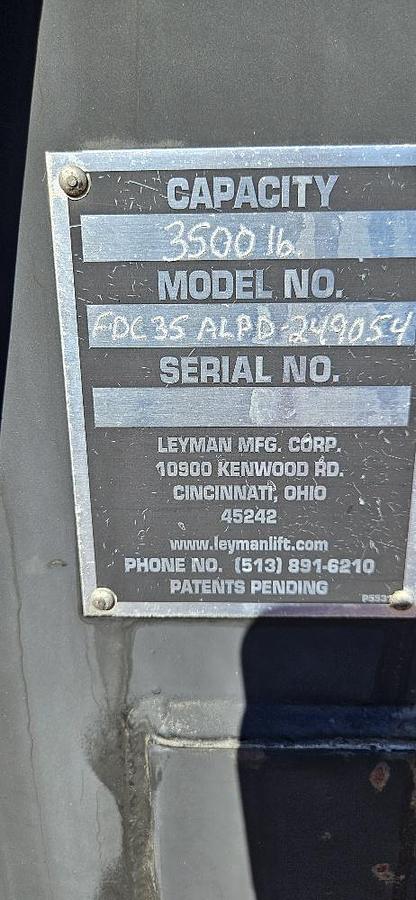 CAPACITY
3500 lb.
MODEL NO.
FDC35 ALPD-249054
SERIAL NO.
LEYMAN MFG. CORP.
10900 KENWOOD RD.
CINCINNATI, OHIO
45242
www.leymanlift.com
PHONE NO. (513) 891-6210
PATENTS PENDING